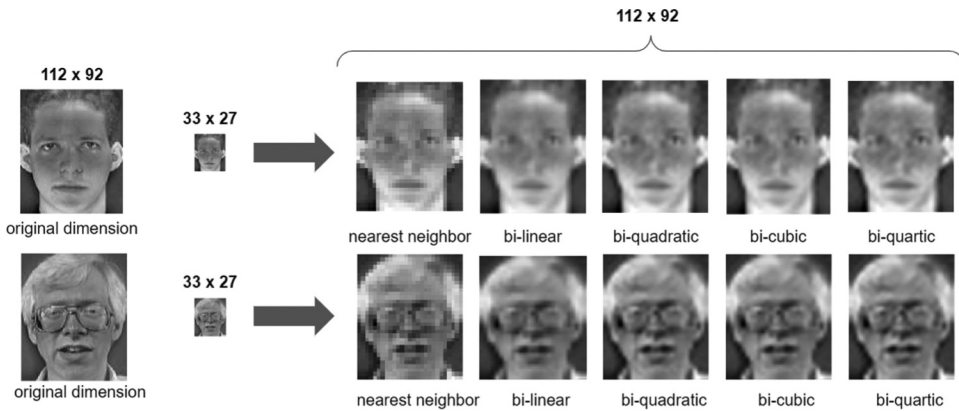 112 x 92
112 x 92
33 x 27
original dimension
nearest neighbor bi-linear bi-quadratic bi-cubic bi-quartic
33 x 27
original dimension
nearest neighbor bi-linear bi-quadratic bi-cubic bi-quartic